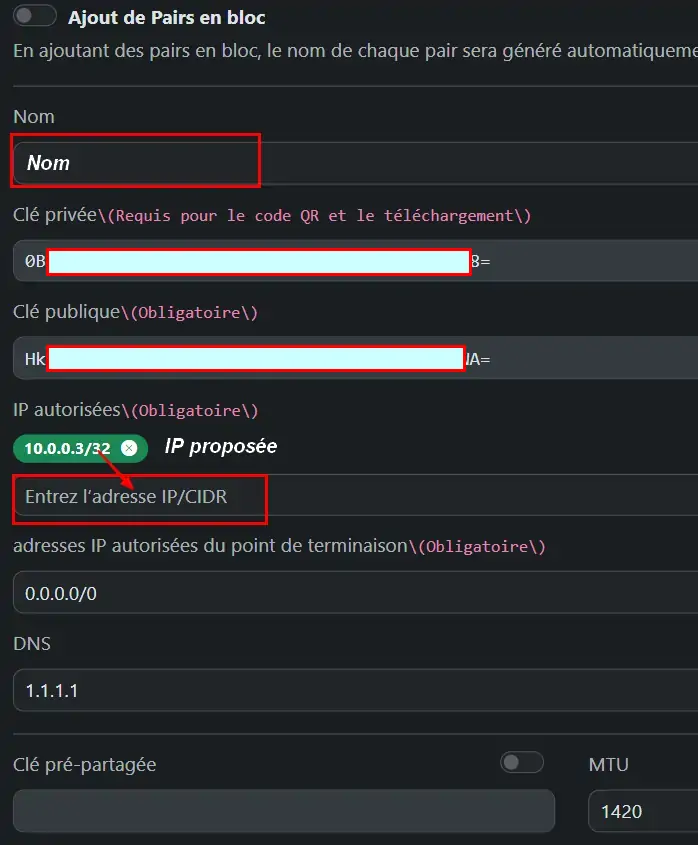 Ajout de Pairs en bloc
En ajoutant des pairs en bloc, le nom de chaque pair sera généré automatiqueme
Nom
Nom
Clé privée\(Requis pour le code QR et le téléchargement\)
0B 8=
Clé publique\(Obligatoire\)
Hk A=
IP autorisées\(Obligatoire\)
10.0.0.3/32 IP proposée
Entrez l’adresse IP/CIDR
adresses IP autorisées du point de terminaison\(Obligatoire\)
0.0.0.0/0
DNS
1.1.1.1
Clé pré-partagée MTU
1420